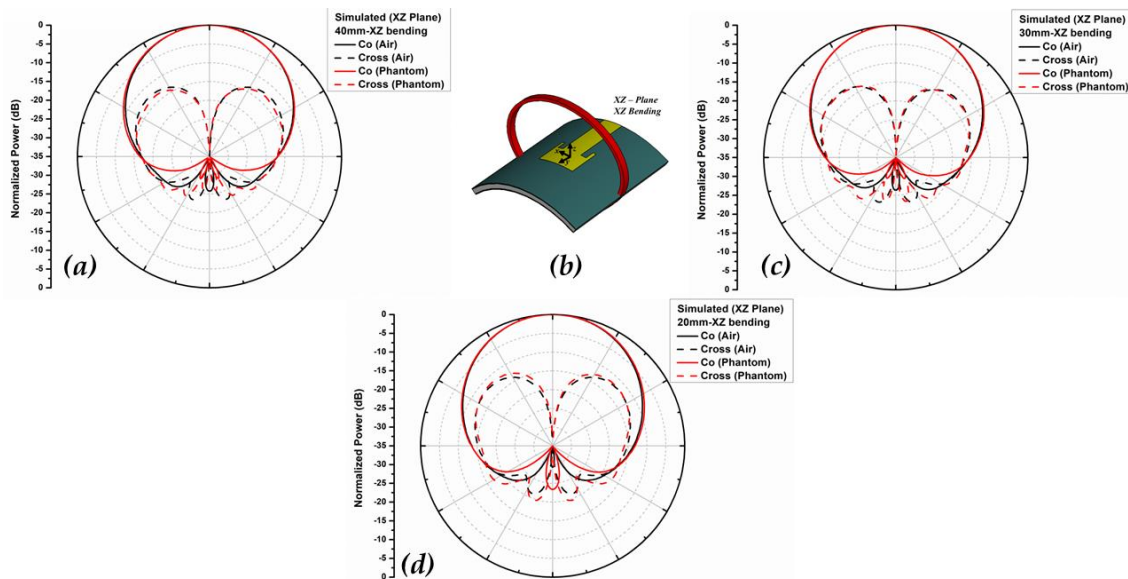 Simulated (XZ Plane)
40mm-XZ bending
Co (Air)
Cross (Air)
Co (Phantom)
Cross (Phantom)
Normalized Power (dB)
0
-5
-10
-15
-20
-25
-30
-35
-30
-25
-20
-15
-10
-5
0
(a)
XZ – Plane
XZ Bending
(b)
Simulated (XZ Plane)
30mm-XZ bending
Co (Air)
Cross (Air)
Co (Phantom)
Cross (Phantom)
Normalized Power (dB)
0
-5
-10
-15
-20
-25
-30
-35
-30
-25
-20
-15
-10
-5
0
(c)
Simulated (XZ Plane)
20mm-XZ bending
Co (Air)
Cross (Air)
Co (Phantom)
Cross (Phantom)
Normalized Power (dB)
0
-5
-10
-15
-20
-25
-30
-35
-30
-25
-20
-15
-10
-5
0
(d)